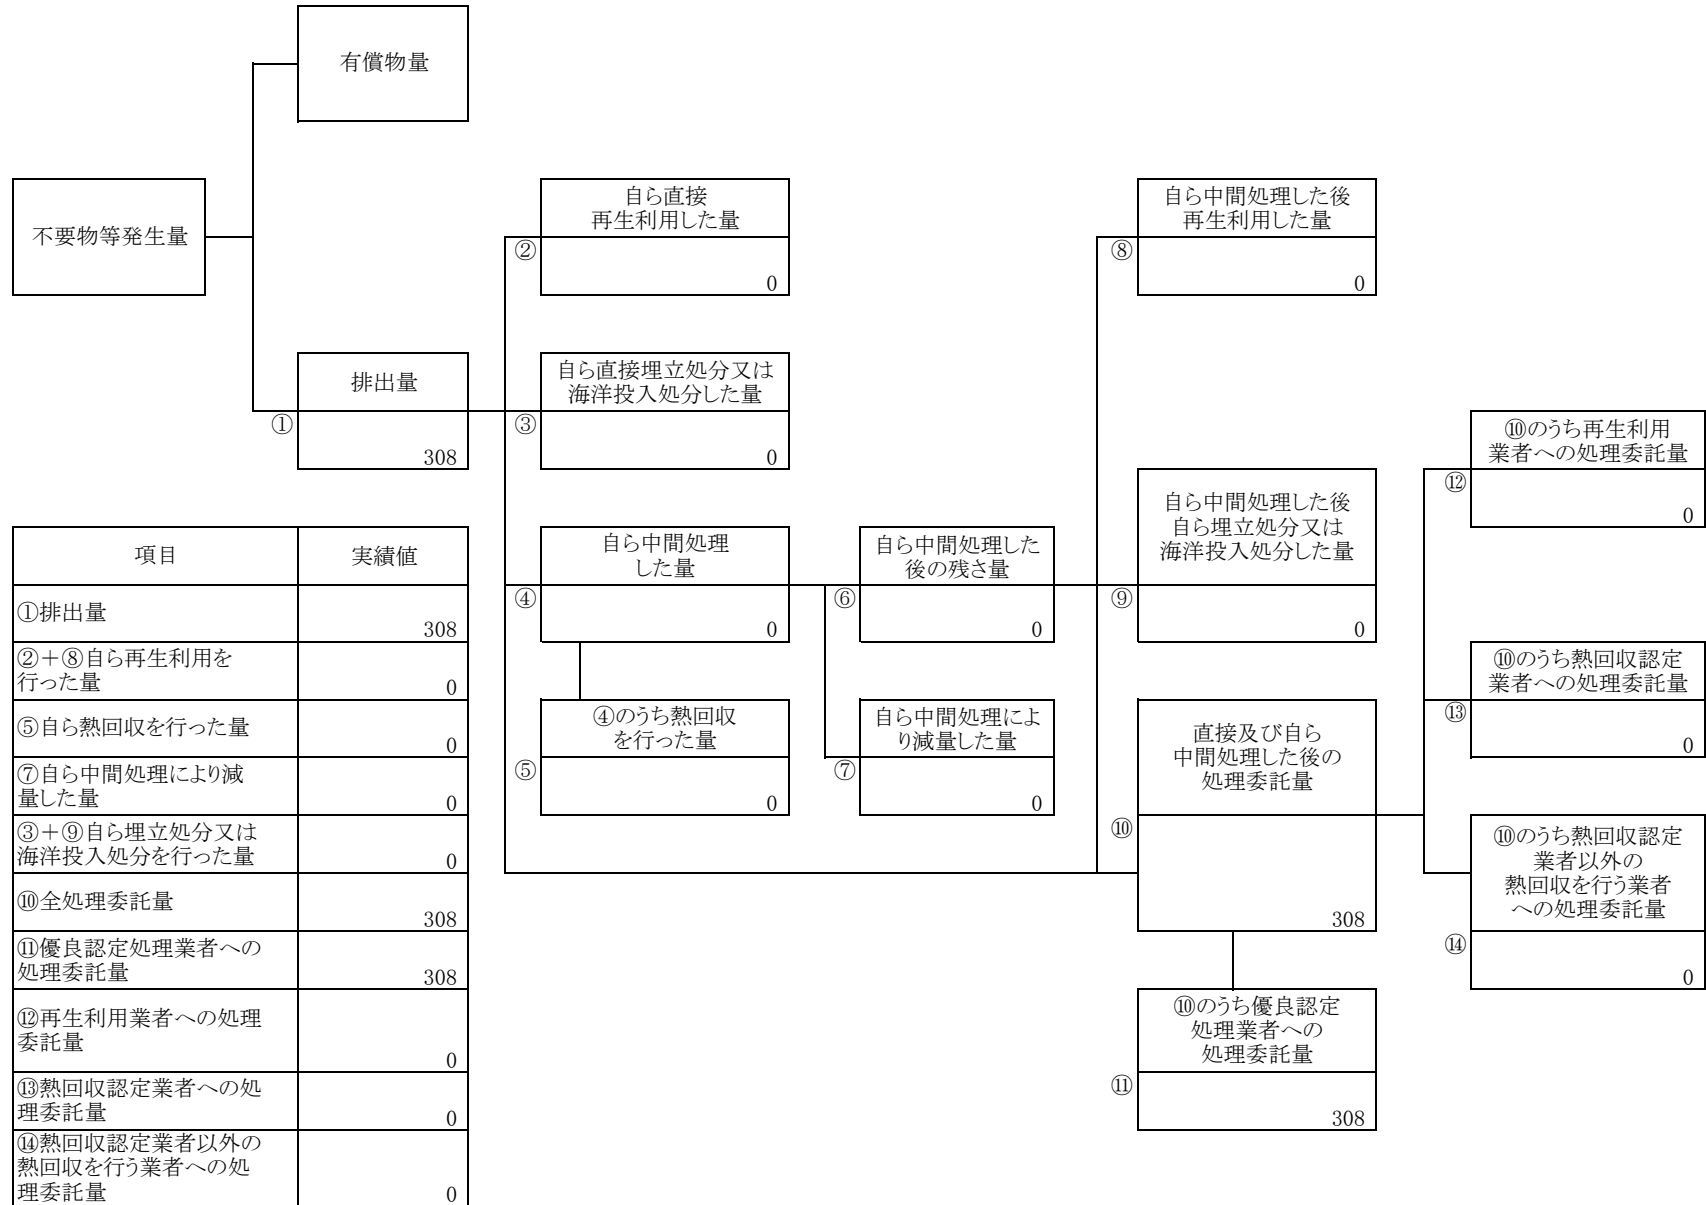 有償物量
不要物等発生量
自ら直接
再生利用した量
②
0
自ら中間処理した後
再生利用した量
⑧
0
排出量
①
308
自ら直接埋立処分又は
海洋投入処分した量
③
0
⑩のうち再生利用
業者への処理委託量
⑫
0
自ら中間処理
した量
④
0
自ら中間処理した
後の残さ量
⑥
0
自ら中間処理した後
自ら埋立処分又は
海洋投入処分した量
⑨
0
⑩のうち熱回収認定
業者への処理委託量
⑬
0
④のうち熱回収
を行った量
⑤
0
自ら中間処理によ
り減量した量
⑦
0
直接及び自ら
中間処理した後の
処理委託量
⑩
308
⑩のうち熱回収認定
業者以外の
熱回収を行う業者
への処理委託量
⑭
0
⑩のうち優良認定
処理業者への
処理委託量
⑪
308
項目 実績値
①排出量
308
②＋⑧自ら再生利用を
行った量
0
⑤自ら熱回収を行った量
0
⑦自ら中間処理により減
量した量
0
③＋⑨自ら埋立処分又は
海洋投入処分を行った量
0
⑩全処理委託量
308
⑪優良認定処理業者への
処理委託量
308
⑫再生利用業者への処理
委託量
0
⑬熱回収認定業者への処
理委託量
0
⑭熱回収認定業者以外の
熱回収を行う業者への処
理委託量
0